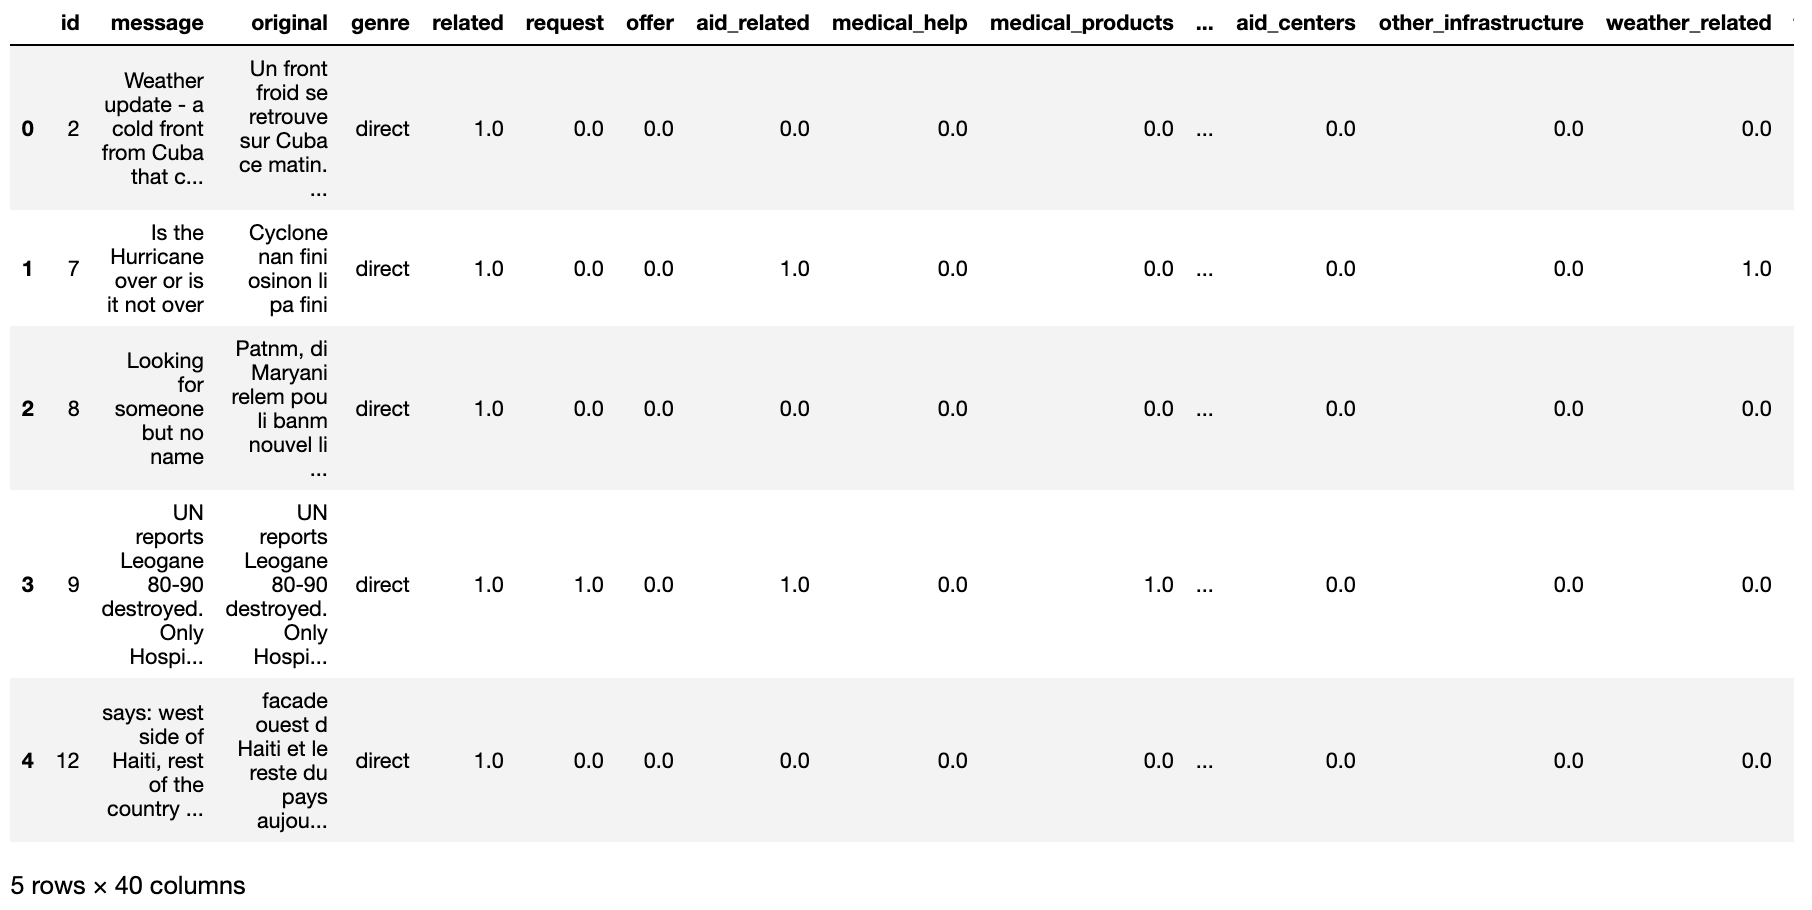 id message original genre related request offer aid_related medical_help medical_products ... aid_centers other_infrastructure weather_related
Weather Un front
update - a froid se
cold front retrouve
0 2 direct 1.0 0.0 0.0 0.0 0.0 0.0 ... 0.0 0.0 0.0
from Cuba sur Cuba
that c... ce matin.
...
Is the Cyclone
Hurricane nan fini
1 7 direct 1.0 0.0 0.0 1.0 0.0 0.0 ... 0.0 0.0 1.0
over or is osinon li
it not over pa fini
Looking Patnm, di
for Maryani
someone relem pou
2 8 direct 1.0 0.0 0.0 0.0 0.0 0.0 ... 0.0 0.0 0.0
but no li banm
name nouvel li
...
UN UN
reports reports
Leogane Leogane
3 9 80-90 80-90 direct 1.0 1.0 0.0 1.0 0.0 1.0 ... 0.0 0.0 0.0
destroyed. destroyed.
Only Only
Hospi... Hospi...
says: west facade
side of ouest d
Haiti, rest Haiti et le
4 12 direct 1.0 0.0 0.0 0.0 0.0 0.0 ... 0.0 0.0 0.0
of the reste du
country ... pays
aujou...
5 rows × 40 columns